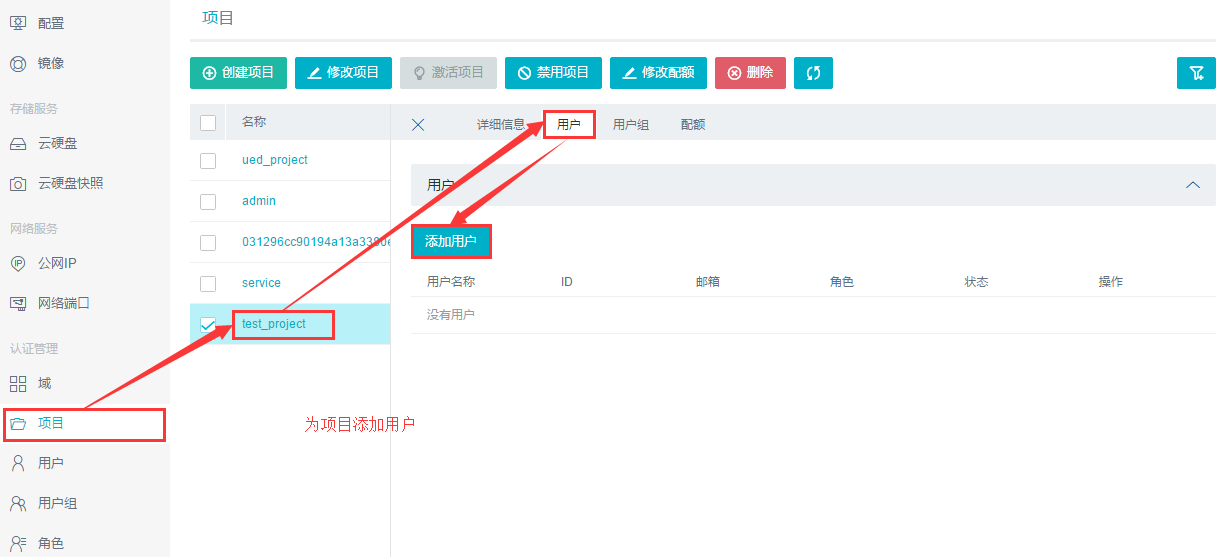 配置
镜像
存储服务
云硬盘
云硬盘快照
网络服务
公网IP
网络端口
认证管理
域
项目
用户
用户组
角色
项目
创建项目 修改项目 激活项目 禁用项目 修改配额 删除
名称
ued_project
admin
service
test_project
详细信息 用户 用户组 配额
用户
添加用户
用户名称 ID 邮箱 角色 状态 操作
没有用户
为项目添加用户